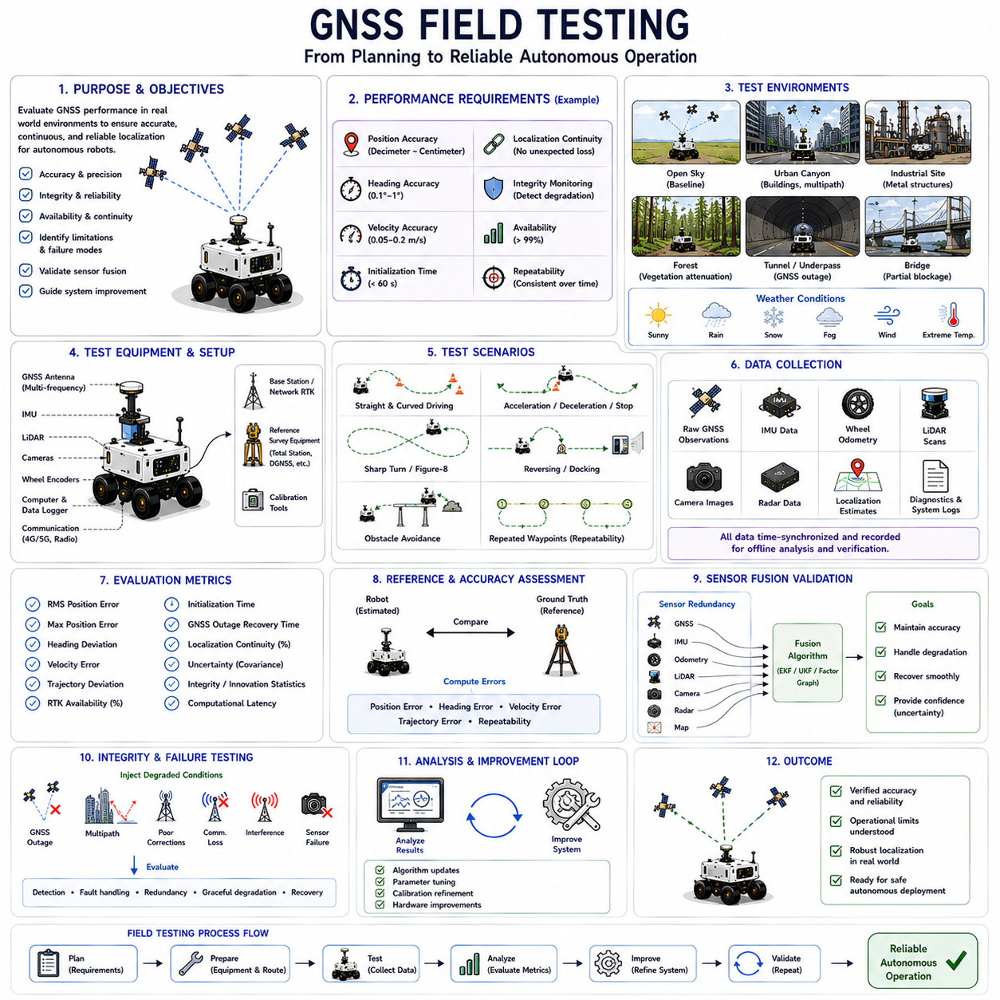 GNSS FIELD TESTING
From Planning to Reliable Autonomous Operation
1. PURPOSE & OBJECTIVES
Evaluate GNSS performance in real
world environments to ensure accurate,
continuous, and reliable localization
for autonomous robots.
Accuracy & precision
Integrity & reliability
Availability & continuity
Identify limitations
& failure modes
Validate sensor fusion
Guide system improvement
2. PERFORMANCE REQUIREMENTS (Example)
Position Accuracy
(Decimeter ~ Centimeter)
Localization Continuity
(No unexpected loss)
Heading Accuracy
(0.1°–1°)
Integrity Monitoring
(Detect degradation)
Velocity Accuracy
(0.05–0.2 m/s)
Availability
(> 99%)
Initialization Time
(< 60 s)
Repeatability
(Consistent over time)
3. TEST ENVIRONMENTS
Open Sky
(Baseline)
Urban Canyon
(Buildings, multipath)
Industrial Site
(Metal structures)
Forest
(Vegetation attenuation)
Tunnel / Underpass
(GNSS outage)
Bridge
(Partial blockage)
Weather Conditions
Sunny
Rain
Snow
Fog
Wind
Extreme Temp.
4. TEST EQUIPMENT & SETUP
GNSS Antenna
(Multi-frequency)
IMU
LiDAR
Cameras
Wheel Encoders
Computer &
Data Logger
Communication
(4G/5G, Radio)
Base Station /
Network RTK
Reference
Survey Equipment
(Total Station,
DGNSS, etc.)
Calibration
Tools
5. TEST SCENARIOS
Straight & Curved Driving
Acceleration / Deceleration / Stop
Sharp Turn / Figure-8
Reversing / Docking
Obstacle Avoidance
1 2
Repeated Waypoints (Repeatability)
6. DATA COLLECTION
Raw GNSS
Observations
IMU
IMU Data
Wheel
Odometry
LiDAR
Scans
Camera Images
Radar Data
Localization
Estimates
Diagnostics &
System Logs
All data time-synchronized and recorded
for offline analysis and verification.
7. EVALUATION METRICS
RMS Position Error
Max Position Error
Heading Deviation
Velocity Error
Trajectory Deviation
RTK Availability (%)
Initialization Time
GNSS Outage Recovery Time
Localization Continuity (%)
Uncertainty (Covariance)
Integrity / Innovation Statistics
Computational Latency
8. REFERENCE & ACCURACY ASSESSMENT
Robot
(Estimated)
Compare
Ground Truth
(Reference)
Compute Errors
Position Error • Heading Error • Velocity Error
Trajectory Error • Repeatability
9. SENSOR FUSION VALIDATION
Sensor Redundancy
GNSS
IMU
Odometry
LiDAR
Camera
Radar
Map
Fusion
Algorithm
(EKF / UKF / Factor
Graph)
Goals
Maintain accuracy
Handle degradation
Recover smoothly
Provide confidence
(uncertainty)
10. INTEGRITY & FAILURE TESTING
Inject Degraded Conditions
GNSS
Outage
Multipath
Poor
Corrections
Comm.
Loss
Interference
Sensor
Failure
Evaluate
Detection • Fault handling • Redundancy • Graceful degradation • Recovery
11. ANALYSIS & IMPROVEMENT LOOP
Analyze
Results
Improve
System
Algorithm updates
Parameter tuning
Calibration refinement
Hardware improvements
12. OUTCOME
Verified accuracy
and reliability
Operational limits
understood
Robust localization
in real world
Ready for safe
autonomous deployment
FIELD TESTING PROCESS FLOW
Plan
(Requirements)
Prepare
(Equipment & Route)
Test
(Collect Data)
Analyze
(Evaluate Metrics)
Improve
(Refine System)
Validate
(Repeat)
Reliable
Autonomous
Operation